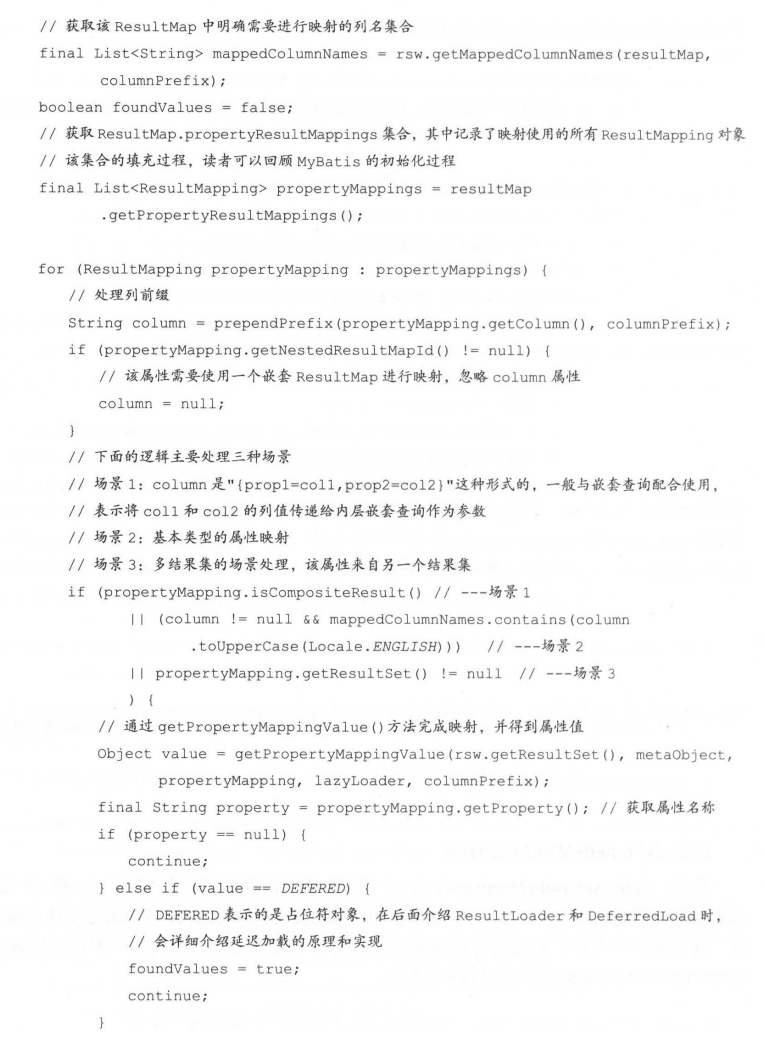 // 获取该 ResultMap 中明确需要进行映射的列名集合
final List<String> mappedColumnNames = rsw.getMappedColumnNames(resultMap,
columnPrefix);
boolean foundValues = false;
// 获取 ResultMap.propertyResultMappings 集合，其中记录了映射使用的所有 ResultMapping 对象
// 该集合的填充过程，读者可以回顾 MyBatis 的初始化过程
final List<ResultMapping> propertyMappings = resultMap
.getPropertyResultMappings();
for (ResultMapping propertyMapping : propertyMappings) {
// 处理列前缀
String column = prependPrefix(propertyMapping.getColumn(), columnPrefix);
if (propertyMapping.getNestedResultMapId() != null) {
// 该属性需要使用一个嵌套 ResultMap 进行映射，忽略 column 属性
column = null;
}
// 下面的逻辑主要处理三种场景
// 场景 1：column 是"{prop1=col1,prop2=col2}"这种形式的，一般与嵌套查询配合使用，
// 表示将 col1 和 col2 的列值传递给内层嵌套查询作为参数
// 场景 2：基本类型的属性映射
// 场景 3：多结果集的场景处理，该属性来自另一个结果集
if (propertyMapping.isCompositeResult() // ---场景 1
|| (column != null && mappedColumnNames.contains(column
.toUpperCase(Locale.ENGLISH))) // ---场景 2
|| propertyMapping.getResultSet() != null // ---场景 3
) {
// 通过 getPropertyMappingValue()方法完成映射，并得到属性值
Object value = getPropertyMappingValue(rsw.getResultSet(), metaObject,
propertyMapping, lazyLoader, columnPrefix);
final String property = propertyMapping.getProperty(); // 获取属性名称
if (property == null) {
continue;
} else if (value == DEFERED) {
// DEFERED 表示的是占位符对象，在后面介绍 ResultLoader 和 DeferredLoad 时，
// 会详细介绍延迟加载的原理和实现
foundValues = true;
continue;
}